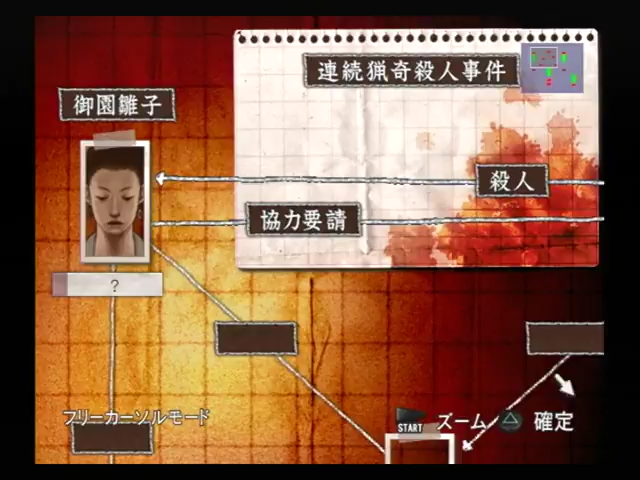 連続猟奇殺人事件
御園雛子
殺人
協力要請
?
フリーカーソルモード
START ズーム 確定